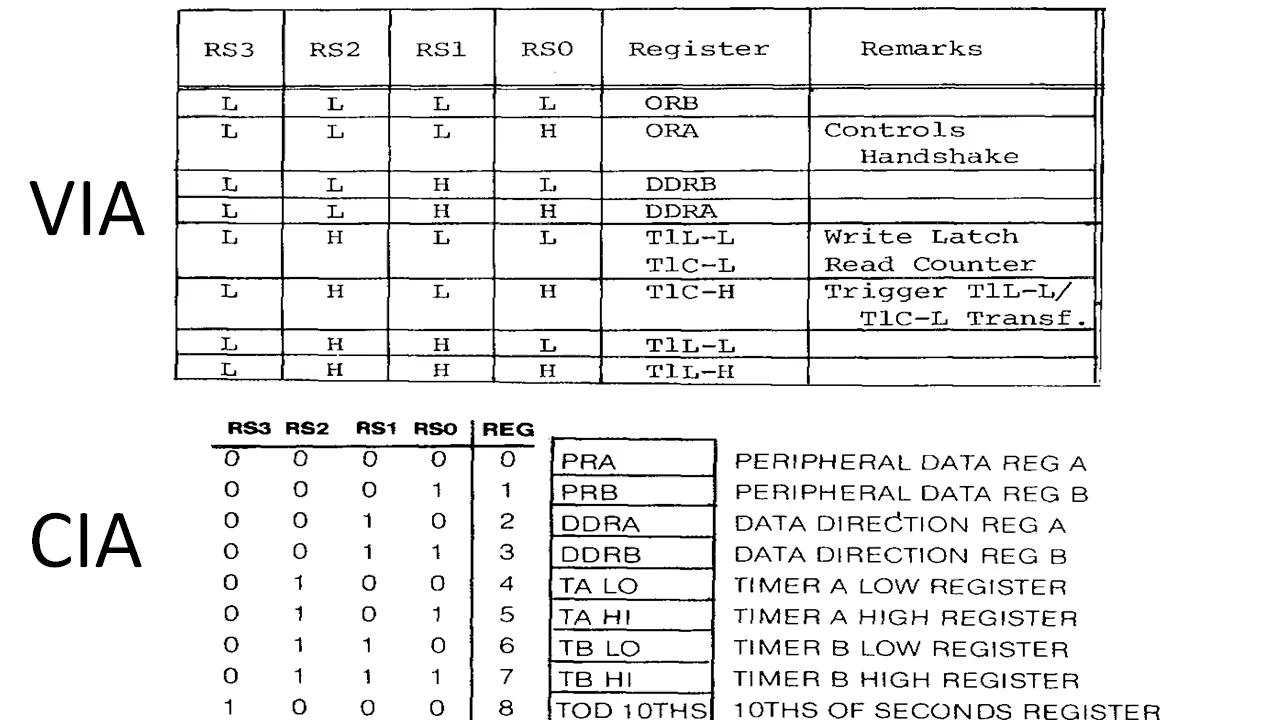 RS3 RS2 RS1 RS0 Register Remarks
L L L L ORB
L L L H ORA Controls
Handshake
L L H L DDRB
L L H H DDRA
L H L L T1L-L Write Latch
T1C-L Read Counter
L H L H T1C-H Trigger T1L-L/
T1C-L Transf.
L H H L T1L-L
L H H H T1L-H
VIA
RS3 RS2 RS1 RS0 REG
0 0 0 0 0 PRA PERIPHERAL DATA REG A
0 0 0 1 1 PRB PERIPHERAL DATA REG B
0 0 1 0 2 DDRA DATA DIRECTION REG A
0 0 1 1 3 DDRB DATA DIRECTION REG B
0 1 0 0 4 TA LO TIMER A LOW REGISTER
0 1 0 1 5 TA HI TIMER A HIGH REGISTER
0 1 1 0 6 TB LO TIMER B LOW REGISTER
0 1 1 1 7 TB HI TIMER B HIGH REGISTER
1 0 0 0 8 TOD 10THS 10THS OF SECONDS REGISTER
CIA